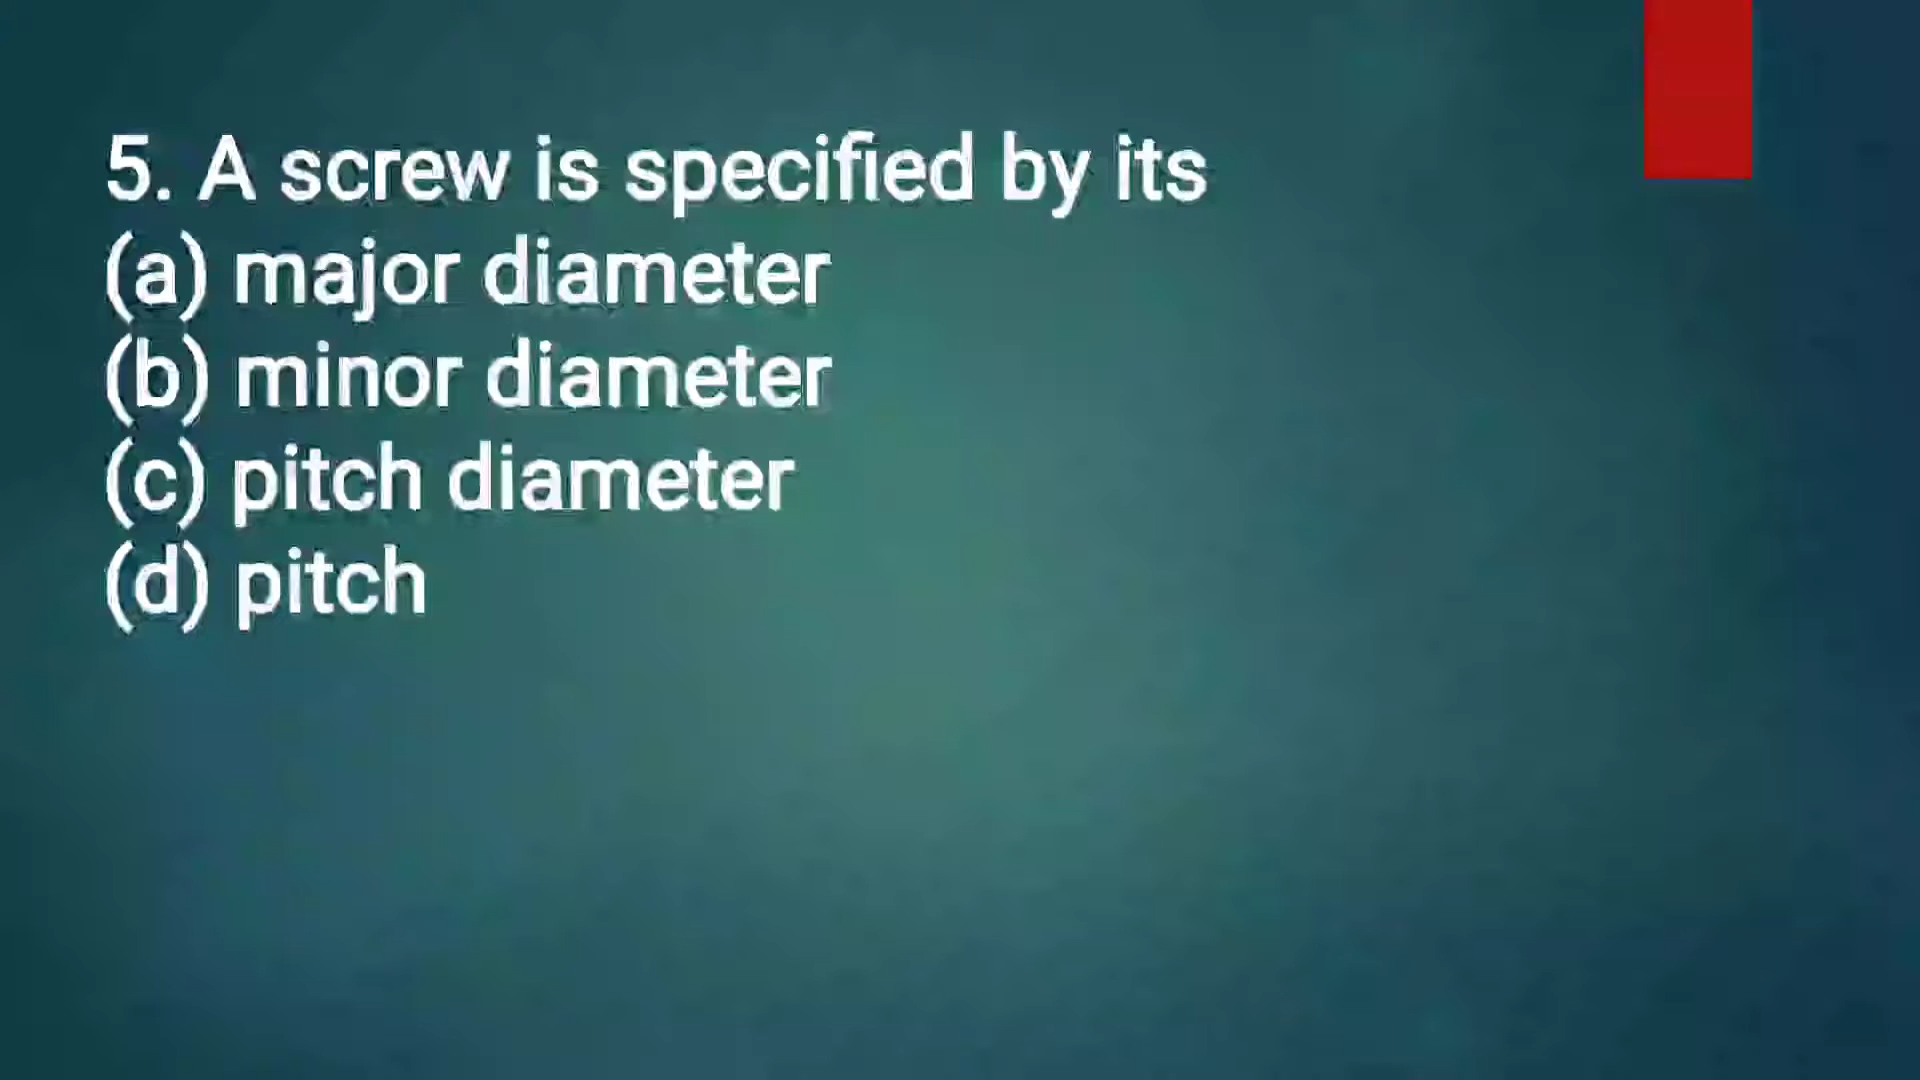 5. A screw is specified by its
(a) major diameter
(b) minor diameter
(c) pitch diameter
(d) pitch